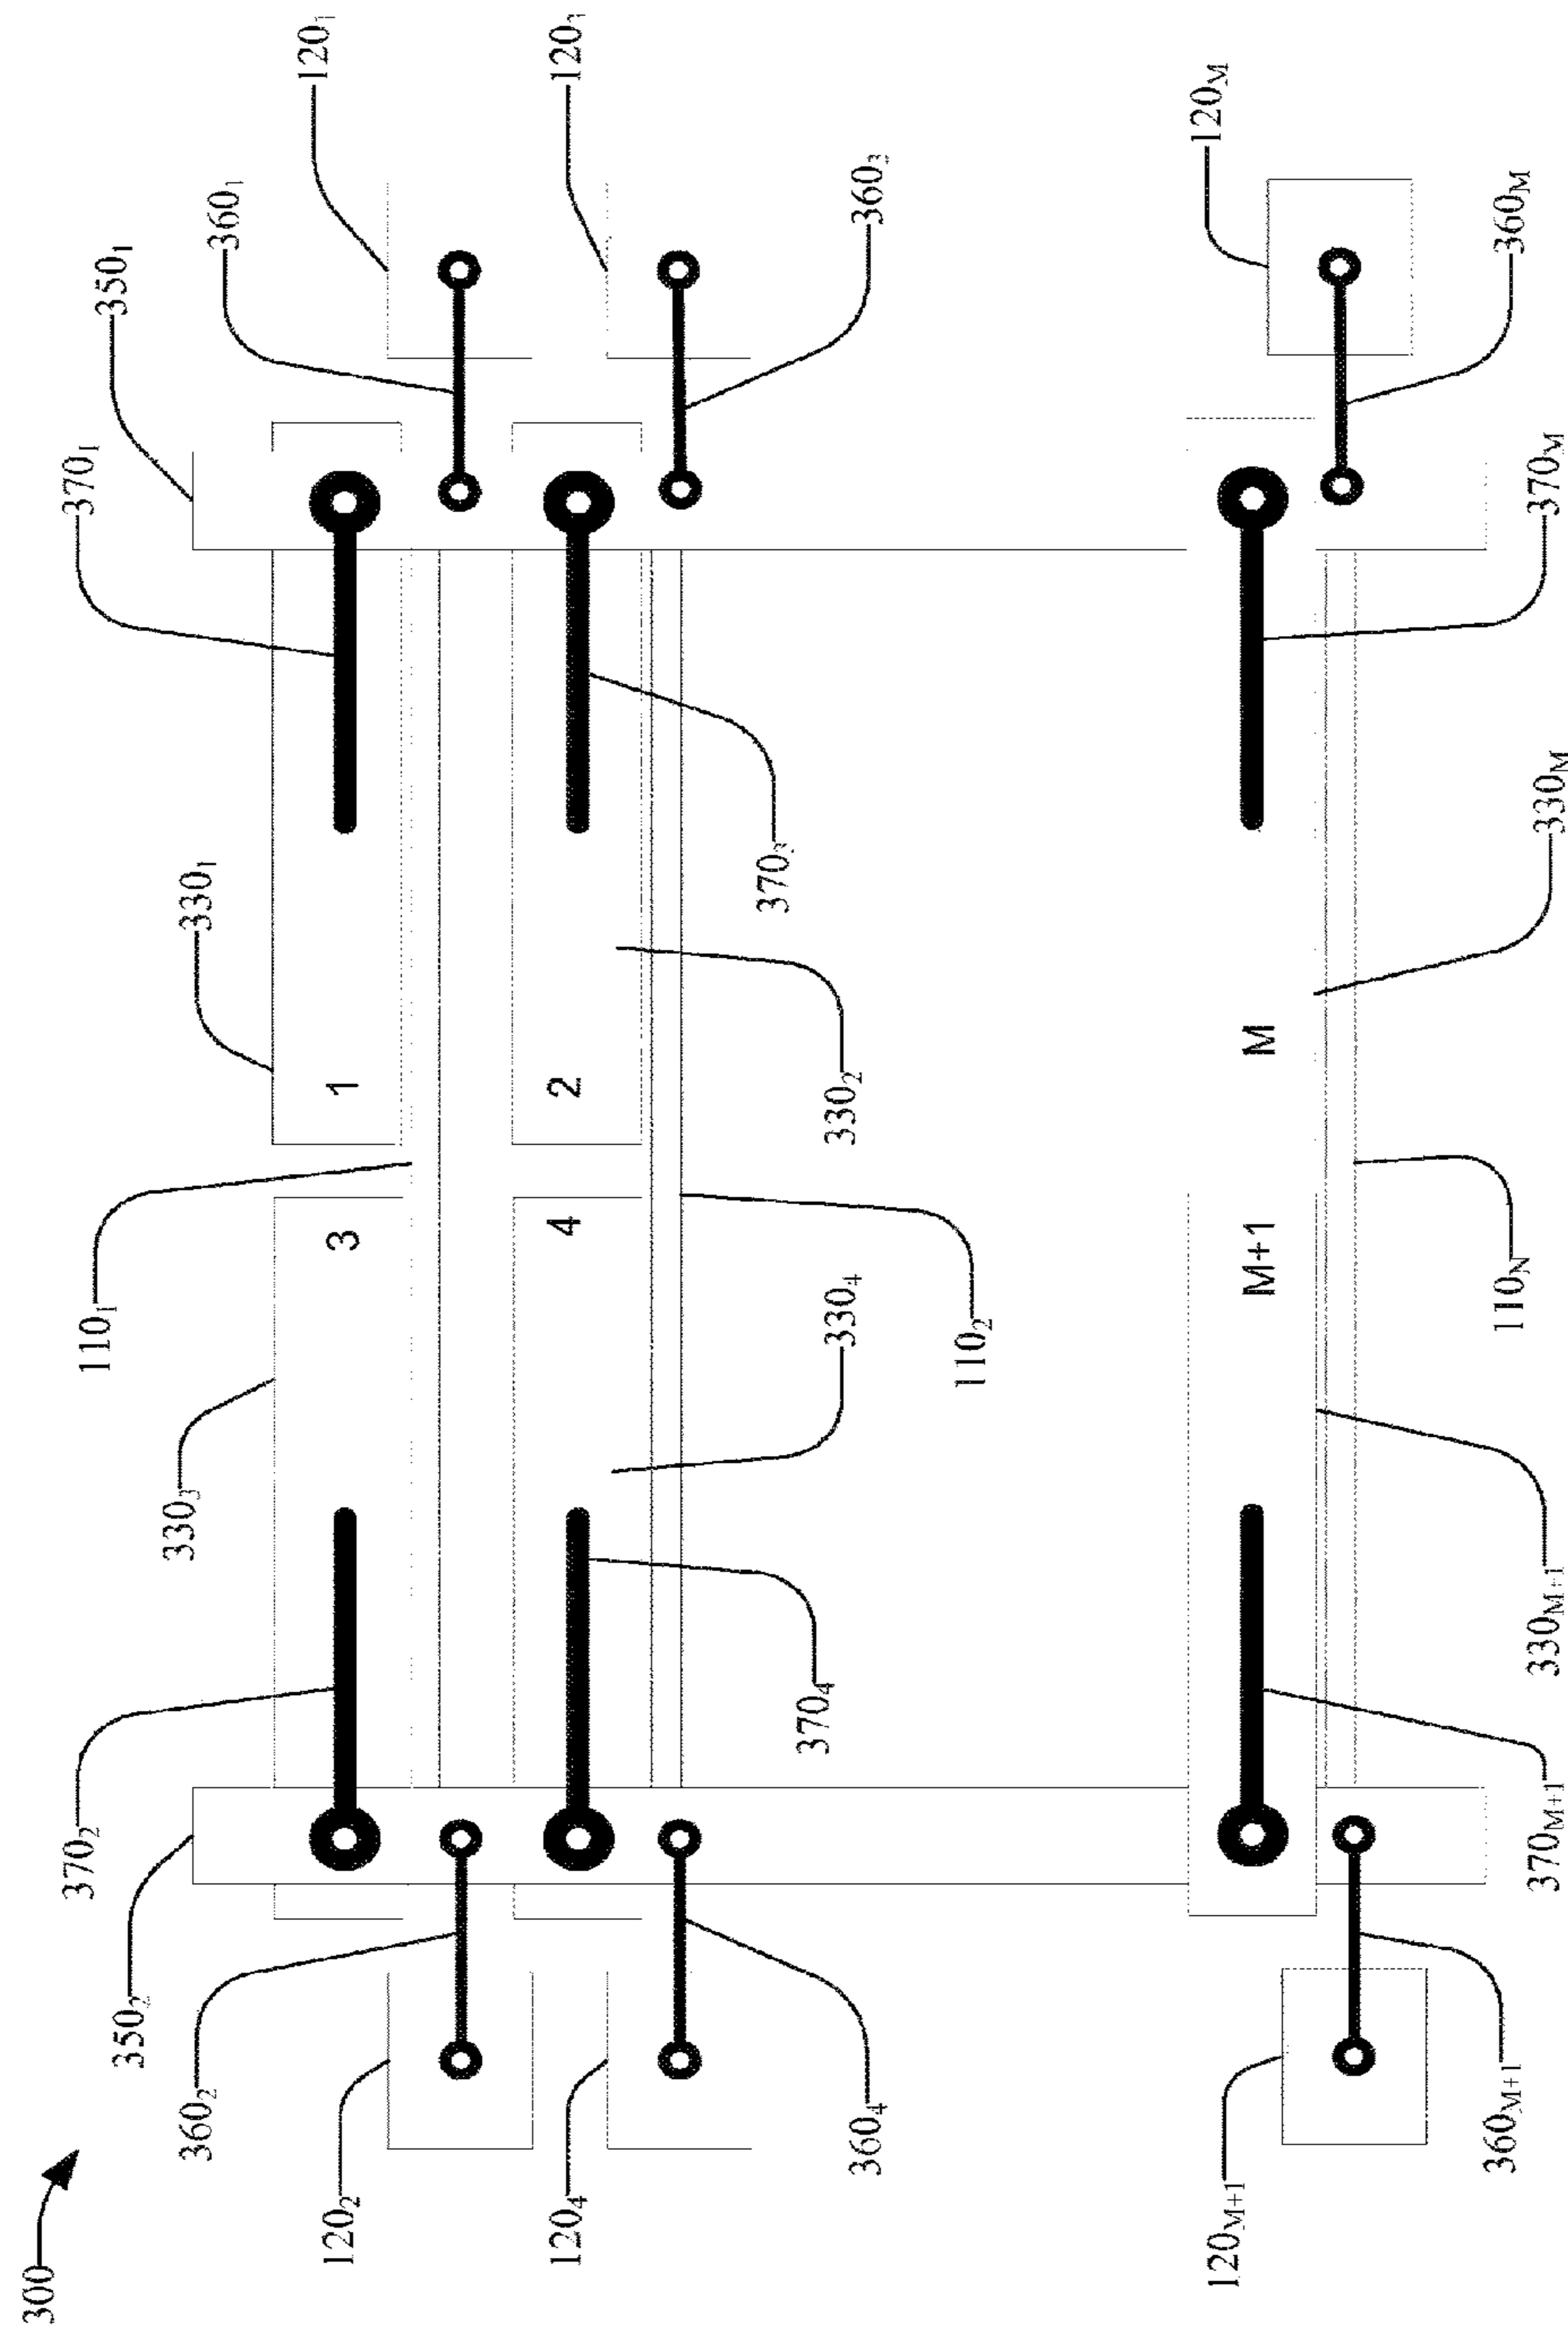 300
120₂
360₂
350₂
370₂
330₃
110₁
330₁
370₁
350₁
360₁
120₁
120₃
360₃
370₃
330₂
330₄
110₂
370₄
360₄
120₄
3
1
4
2
M+1
M
120M+1
360M+1
370M+1
330M+1
110N
330M
370M
360M
120M